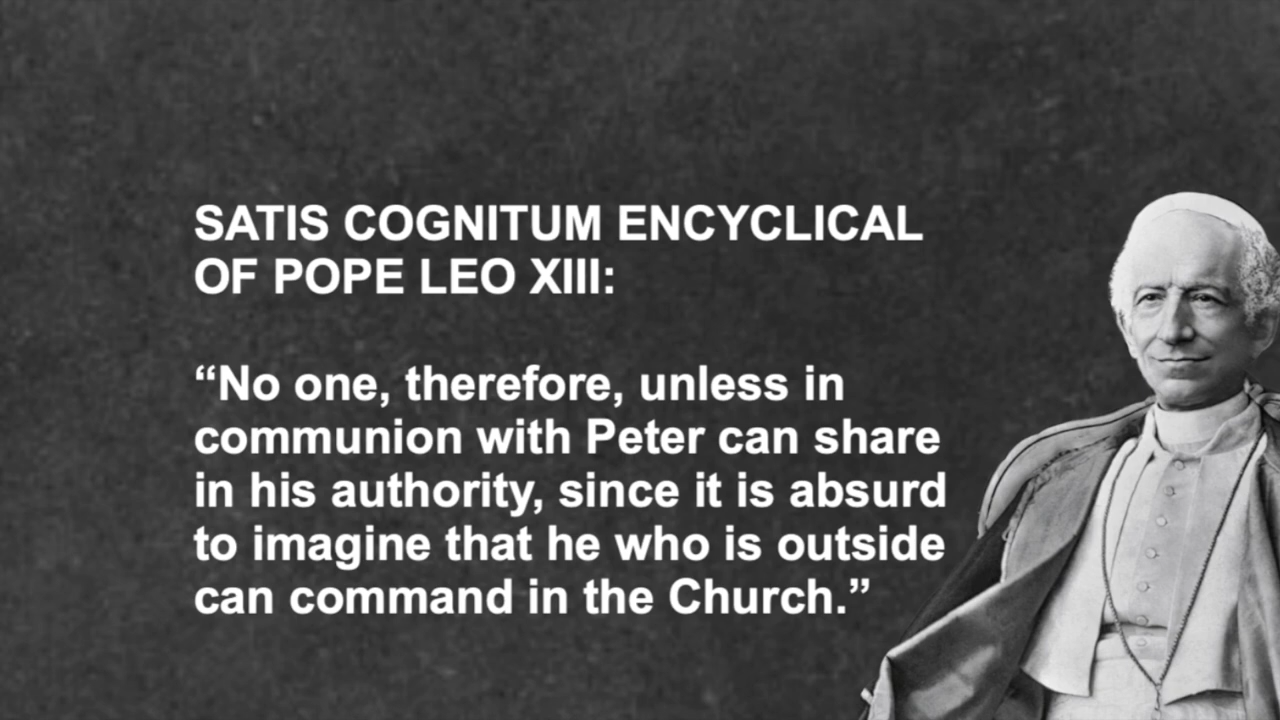 SATIS COGNITUM ENCYCLICAL
OF POPE LEO XIII:
“No one, therefore, unless in
communion with Peter can share
in his authority, since it is absurd
to imagine that he who is outside
can command in the Church.”